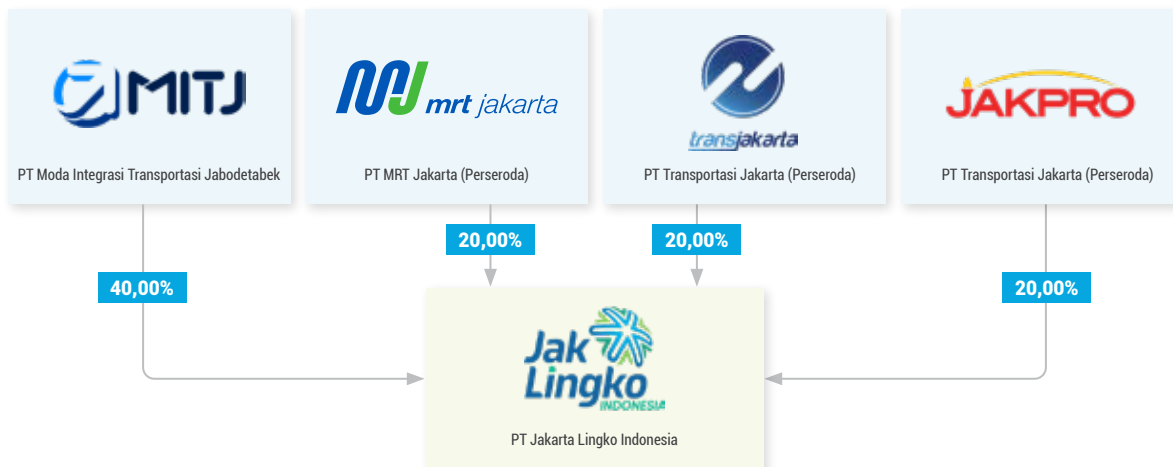 MITJ
PT Moda Integrasi Transportasi Jabodetabek
mrt jakarta
PT MRT Jakarta (Perseroda)
transjakarta
PT Transportasi Jakarta (Perseroda)
JAKPRO
PT Transportasi Jakarta (Perseroda)
40,00%
20,00%
20,00%
20,00%
Jak
Lingko
INDONESIA
PT Jakarta Lingko Indonesia